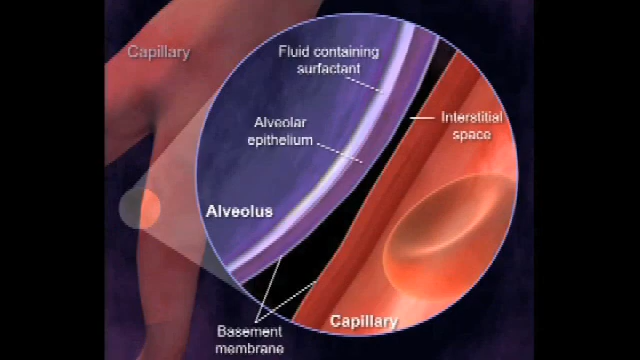 Capillary
Fluid containing
surfactant
Alveolar
epithelium
Interstitial
space
Alveolus
Capillary
Basement
membrane